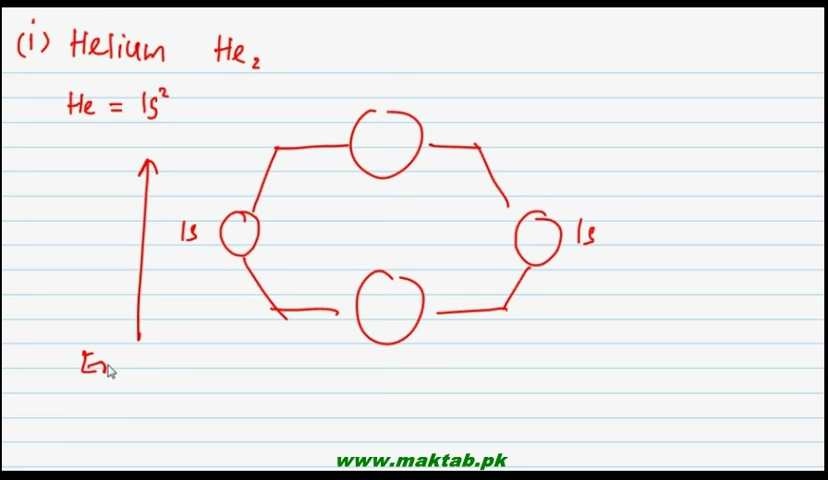 (i) Helium He₂
He = 1s²
1s 1s
En
www.maktab.pk